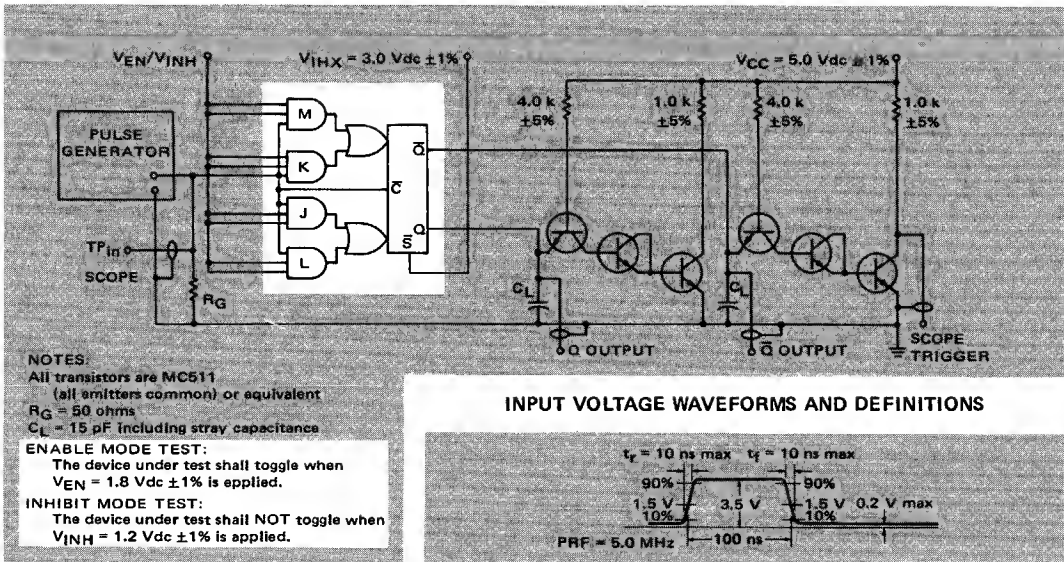 VEN/VINH
VIHX = 3.0 Vdc ±1%
VCC = 5.0 Vdc ±1%
4.0 k
±5%
1.0 k
±5%
4.0 k
±5%
1.0 k
±5%
PULSE
GENERATOR
M
K
J
L
Q̅
C̅
Q
S̅
TPin
SCOPE
RG
CL
CL
Q OUTPUT
Q̅ OUTPUT
SCOPE
TRIGGER
NOTES:
All transistors are MC511
(all emitters common) or equivalent
RG = 50 ohms
CL = 15 pF including stray capacitance
ENABLE MODE TEST:
The device under test shall toggle when
VEN = 1.8 Vdc ±1% is applied.
INHIBIT MODE TEST:
The device under test shall NOT toggle when
VINH = 1.2 Vdc ±1% is applied.
INPUT VOLTAGE WAVEFORMS AND DEFINITIONS
tr = 10 ns max tf = 10 ns max
90% 90%
1.5 V 3.5 V 1.5 V 0.2 V max
10% 10%
PRF = 5.0 MHz 100 ns